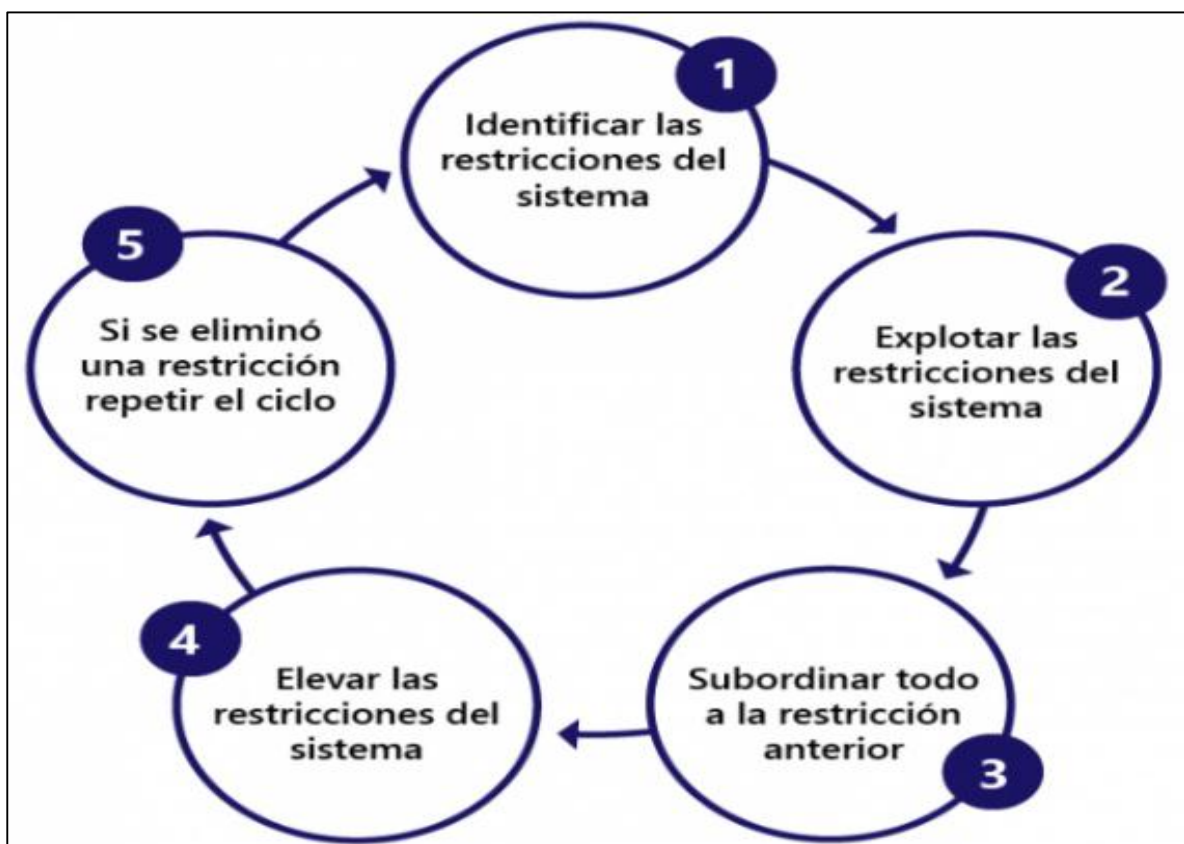 1
Identificar las
restricciones del
sistema
2
Explotar las
restricciones del
sistema
3
Subordinar todo
a la restricción
anterior
4
Elevar las
restricciones del
sistema
5
Si se eliminó
una restricción
repetir el ciclo